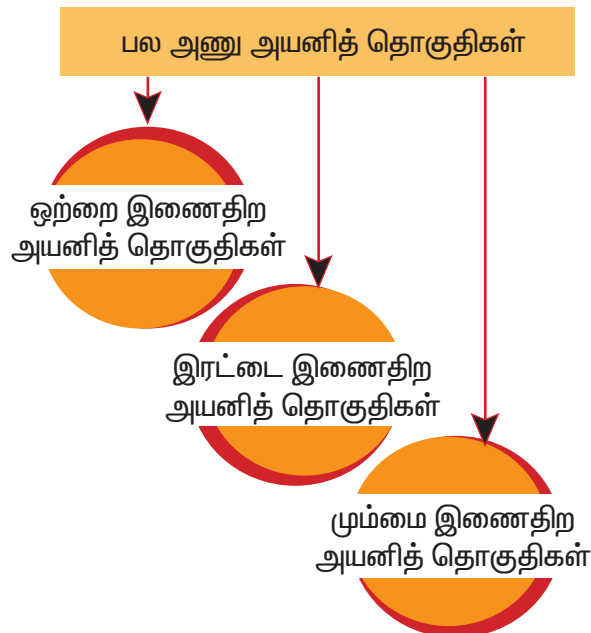 பல அணு அயனித் தொகுதிகள்
ஒற்றை இணைதிற
அயனித் தொகுதிகள்
இரட்டை இணைதிற
அயனித் தொகுதிகள்
மும்மை இணைதிற
அயனித் தொகுதிகள்